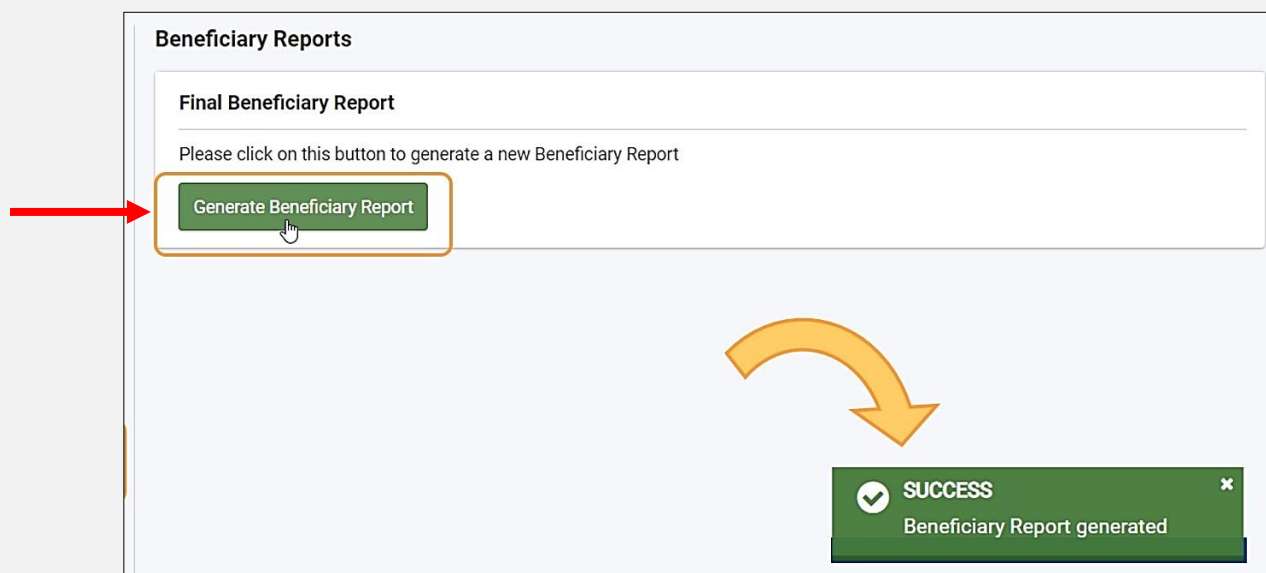 Beneficiary Reports
Final Beneficiary Report
Please click on this button to generate a new Beneficiary Report
Generate Beneficiary Report
SUCCESS
Beneficiary Report generated